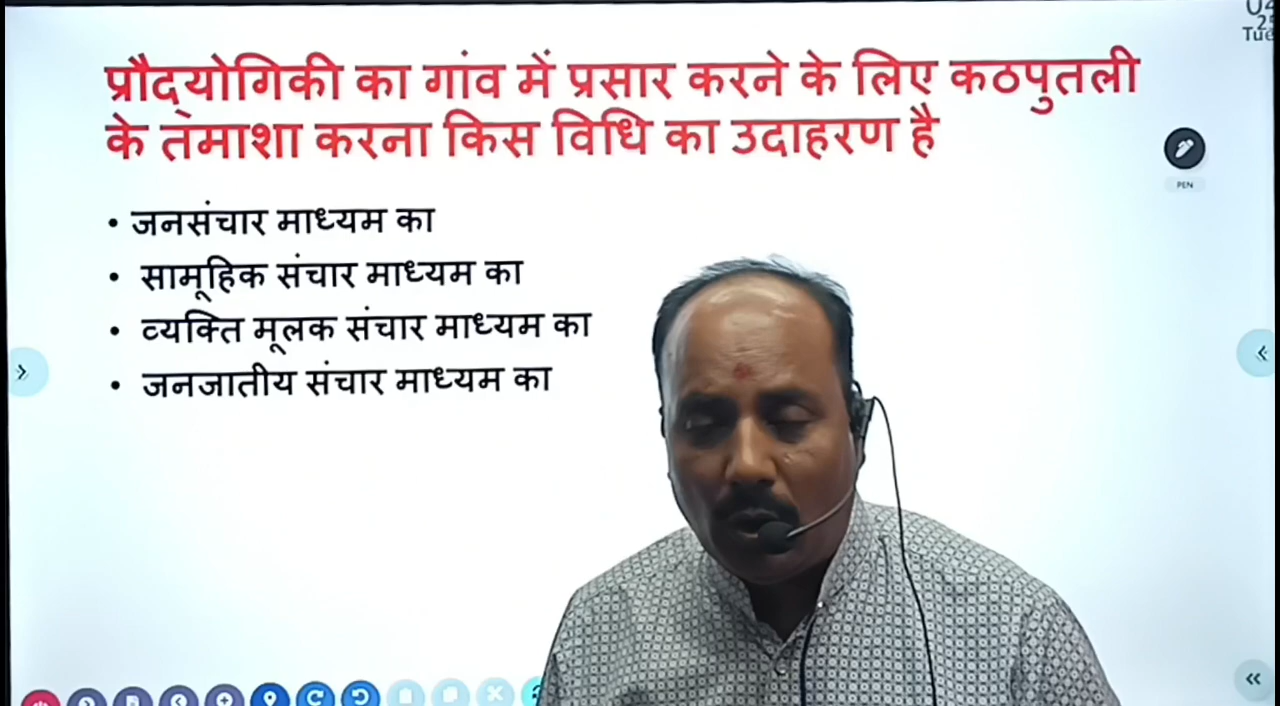 प्रौद्योगिकी का गांव में प्रसार करने के लिए कठपुतली
के तमाशा करना किस विधि का उदाहरण है
• जनसंचार माध्यम का
• सामूहिक संचार माध्यम का
• व्यक्ति मूलक संचार माध्यम का
• जनजातीय संचार माध्यम का
PEN